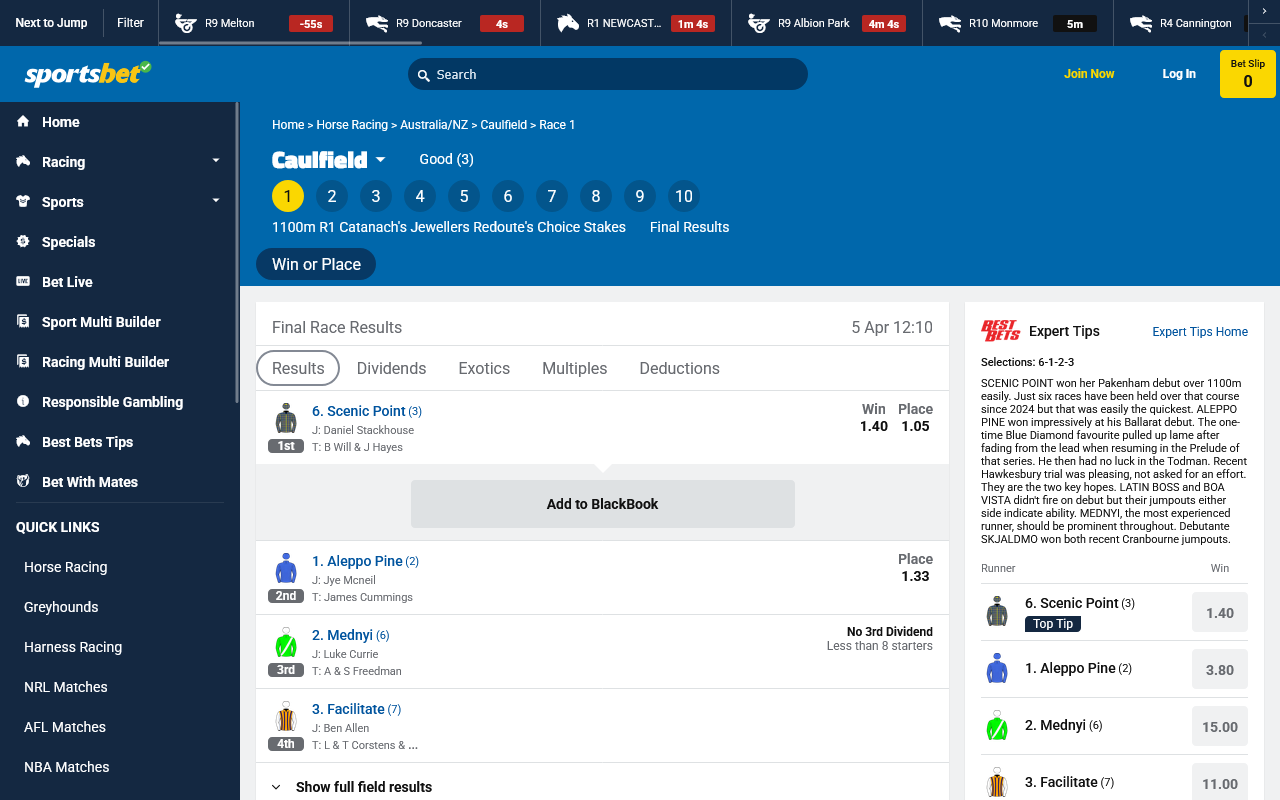 Next to Jump
Filter
R9 Melton
-55s
R9 Doncaster
4s
R1 NEWCAST...
1m 4s
R9 Albion Park
4m 4s
R10 Monmore
5m
R4 Cannington
sportsbet
Search
Join Now
Log In
Bet Slip
0
Home
Racing
Sports
Specials
LIVE
Bet Live
Sport Multi Builder
Racing Multi Builder
Responsible Gambling
Best Bets Tips
Bet With Mates
QUICK LINKS
Horse Racing
Greyhounds
Harness Racing
NRL Matches
AFL Matches
NBA Matches
Home > Horse Racing > Australia/NZ > Caulfield > Race 1
Caulfield
Good (3)
1 2 3 4 5 6 7 8 9 10
1100m R1 Catanach's Jewellers Redoute's Choice Stakes
Final Results
Win or Place
Final Race Results
5 Apr 12:10
Results
Dividends
Exotics
Multiples
Deductions
6. Scenic Point (3)
J: Daniel Stackhouse
T: B Will & J Hayes
1st
Win Place
1.40 1.05
Add to BlackBook
1. Aleppo Pine (2)
J: Jye Mcneil
T: James Cummings
2nd
Place
1.33
2. Mednyi (6)
J: Luke Currie
T: A & S Freedman
3rd
No 3rd Dividend
Less than 8 starters
3. Facilitate (7)
J: Ben Allen
T: L & T Corstens & ...
4th
Show full field results
BEST BETS
Expert Tips
Expert Tips Home
Selections: 6-1-2-3
SCENIC POINT won her Pakenham debut over 1100m
easily. Just six races have been held over that course
since 2024 but that was easily the quickest. ALEPPO
PINE won impressively at his Ballarat debut. The one-
time Blue Diamond favourite pulled up lame after
fading from the lead when resuming in the Prelude of
that series. He then had no luck in the Todman. Recent
Hawkesbury trial was pleasing, not asked for an effort.
They are the two key hopes. LATIN BOSS and BOA
VISTA didn't fire on debut but their jumpouts either
side indicate ability. MEDNYI, the most experienced
runner, should be prominent throughout. Debutante
SKJALDMO won both recent Cranbourne jumpouts.
Runner
Win
6. Scenic Point (3)
Top Tip
1.40
1. Aleppo Pine (2)
3.80
2. Mednyi (6)
15.00
3. Facilitate (7)
11.00